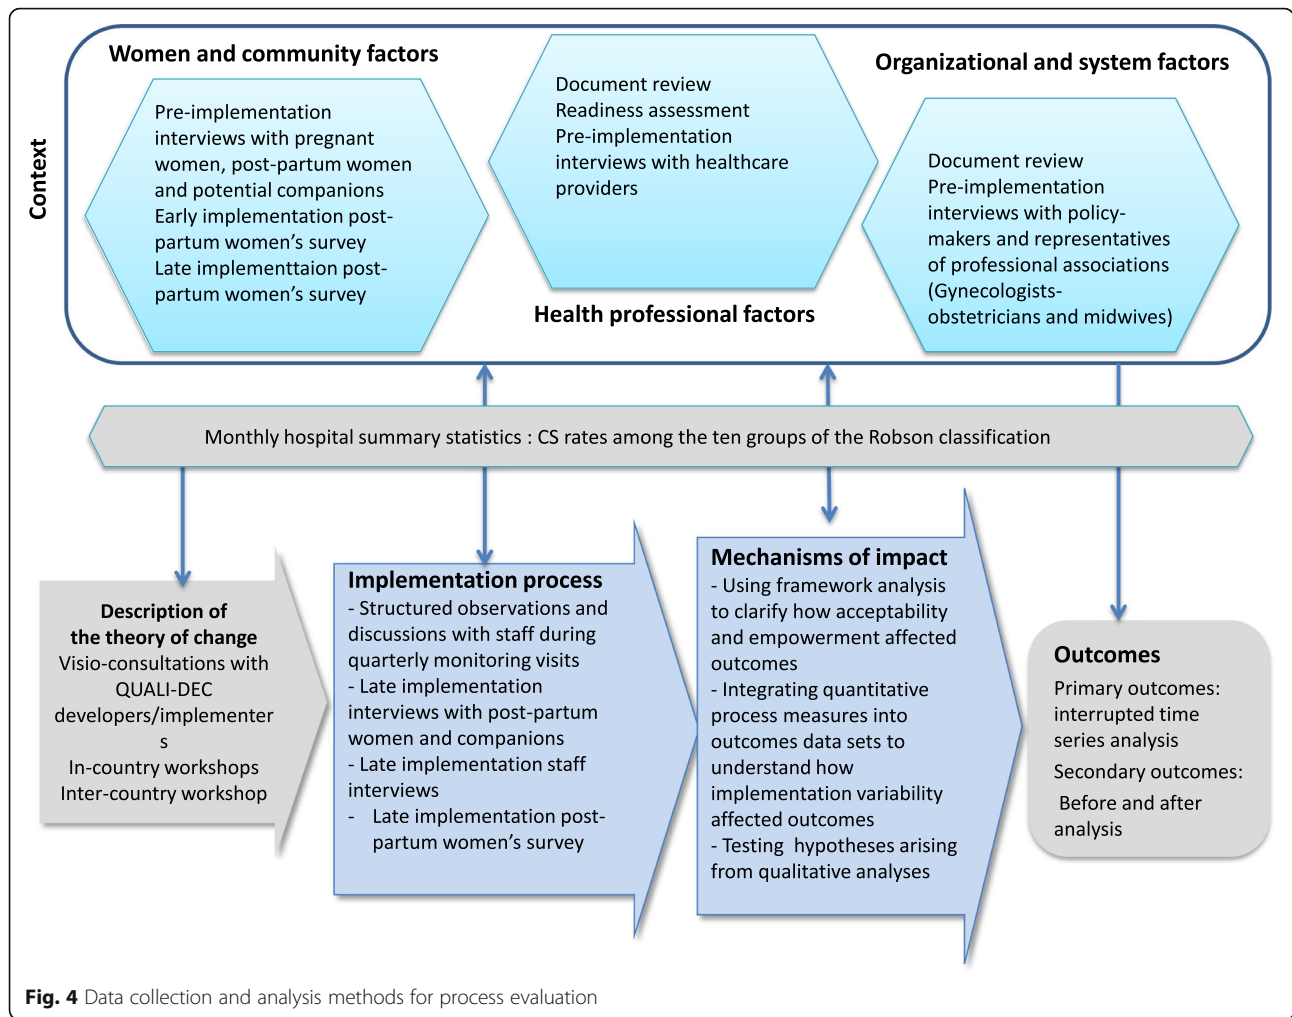 Context
Women and community factors
Pre-implementation
interviews with pregnant
women, post-partum women
and potential companions
Early implementation post-
partum women's survey
Late implementtaion post-
partum women's survey
Document review
Readiness assessment
Pre-implementation
interviews with healthcare
providers
Health professional factors
Organizational and system factors
Document review
Pre-implementation
interviews with policy-
makers and representatives
of professional associations
(Gynecologists-
obstetricians and midwives)
Monthly hospital summary statistics : CS rates among the ten groups of the Robson classification
Description of
the theory of change
Visio-consultations with
QUALI-DEC
developers/implementer
s
In-country workshops
Inter-country workshop
Implementation process
- Structured observations and
discussions with staff during
quarterly monitoring visits
- Late implementation
interviews with post-partum
women and companions
- Late implementation staff
interviews
- Late implementation post-
partum women's survey
Mechanisms of impact
- Using framework analysis
to clarify how acceptability
and empowerment affected
outcomes
- Integrating quantitative
process measures into
outcomes data sets to
understand how
implementation variability
affected outcomes
- Testing hypotheses arising
from qualitative analyses
Outcomes
Primary outcomes:
interrupted time
series analysis
Secondary outcomes:
Before and after
analysis
Fig. 4 Data collection and analysis methods for process evaluation